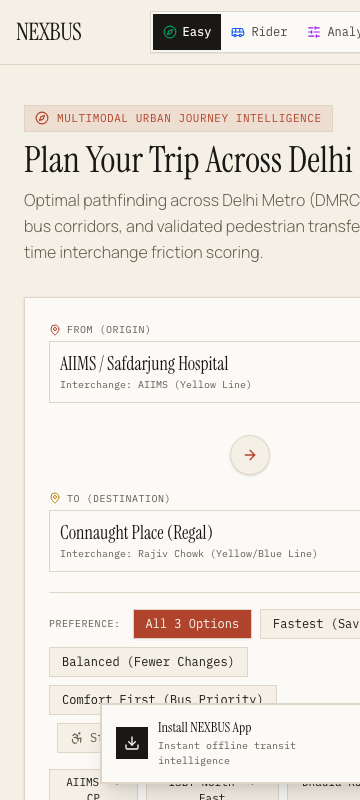 NEXBUS
Easy
Rider
Analy
MULTIMODAL URBAN JOURNEY INTELLIGENCE
Plan Your Trip Across Delhi
Optimal pathfinding across Delhi Metro (DMRC
bus corridors, and validated pedestrian transfe
time interchange friction scoring.
FROM (ORIGIN)
AIIMS / Safdarjung Hospital
Interchange: AIIMS (Yellow Line)
TO (DESTINATION)
Connaught Place (Regal)
Interchange: Rajiv Chowk (Yellow/Blue Line)
PREFERENCE:
All 3 Options
Fastest (Sav
Balanced (Fewer Changes)
Comfort First (Bus Priority)
St
Install NEXBUS App
Instant offline transit
intelligence
AIIMS
CP
East